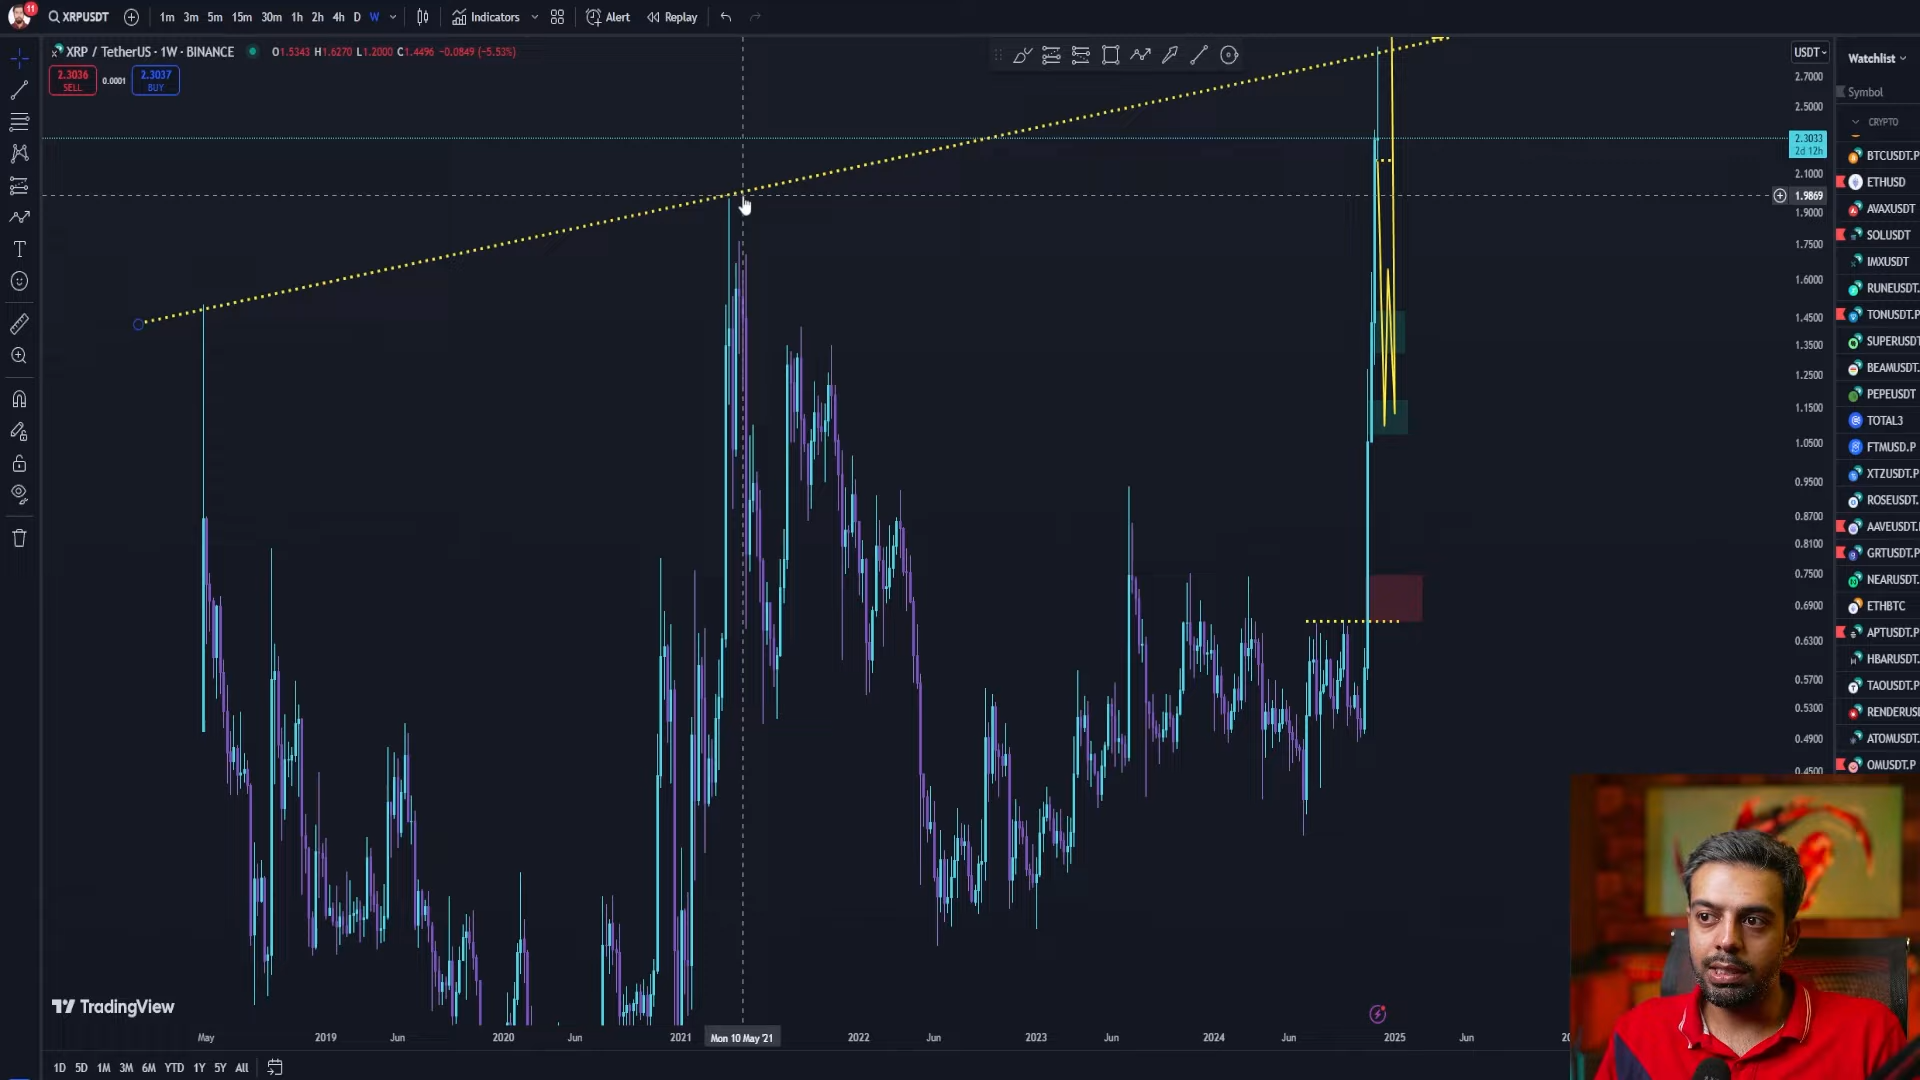 11
XRPUSDT
1m 3m 5m 15m 30m 1h 2h 4h D W
Indicators
Alert
Replay
XRP / TetherUS · 1W · BINANCE O1.5343 H1.6270 L1.2000 C1.4496 −0.0849 (−5.53%)
2.3036
SELL
0.0001
2.3037
BUY
USDT
2.7000
2.5000
2.3033
2d 12h
2.1000
1.9869
1.9000
1.7500
1.6000
1.4500
1.3500
1.2500
1.1500
1.0500
0.9500
0.8700
0.8100
0.7500
0.6900
0.6300
0.5700
0.5300
0.4900
0.4500
Watchlist
Symbol
CRYPTO
BTCUSDT.P
ETHUSD
AVAXUSDT
SOLUSDT
IMXUSDT
RUNEUSDT.
TONUSDT.P
SUPERUSDT
BEAMUSDT.
PEPEUSDT
TOTAL3
FTMUSD.P
XTZUSDT.P
ROSEUSDT.
AAVEUSDT.P
GRTUSDT.P
NEARUSDT.
ETHBTC
APTUSDT.P
HBARUSDT.
TAOUSDT.P
RENDERUSD
ATOMUSDT.
OMUSDT.P
TradingView
May 2019 Jun 2020 Jun 2021 Mon 10 May '21 2022 Jun 2023 Jun 2024 Jun 2025 Jun
1D 5D 1M 3M 6M YTD 1Y 5Y All